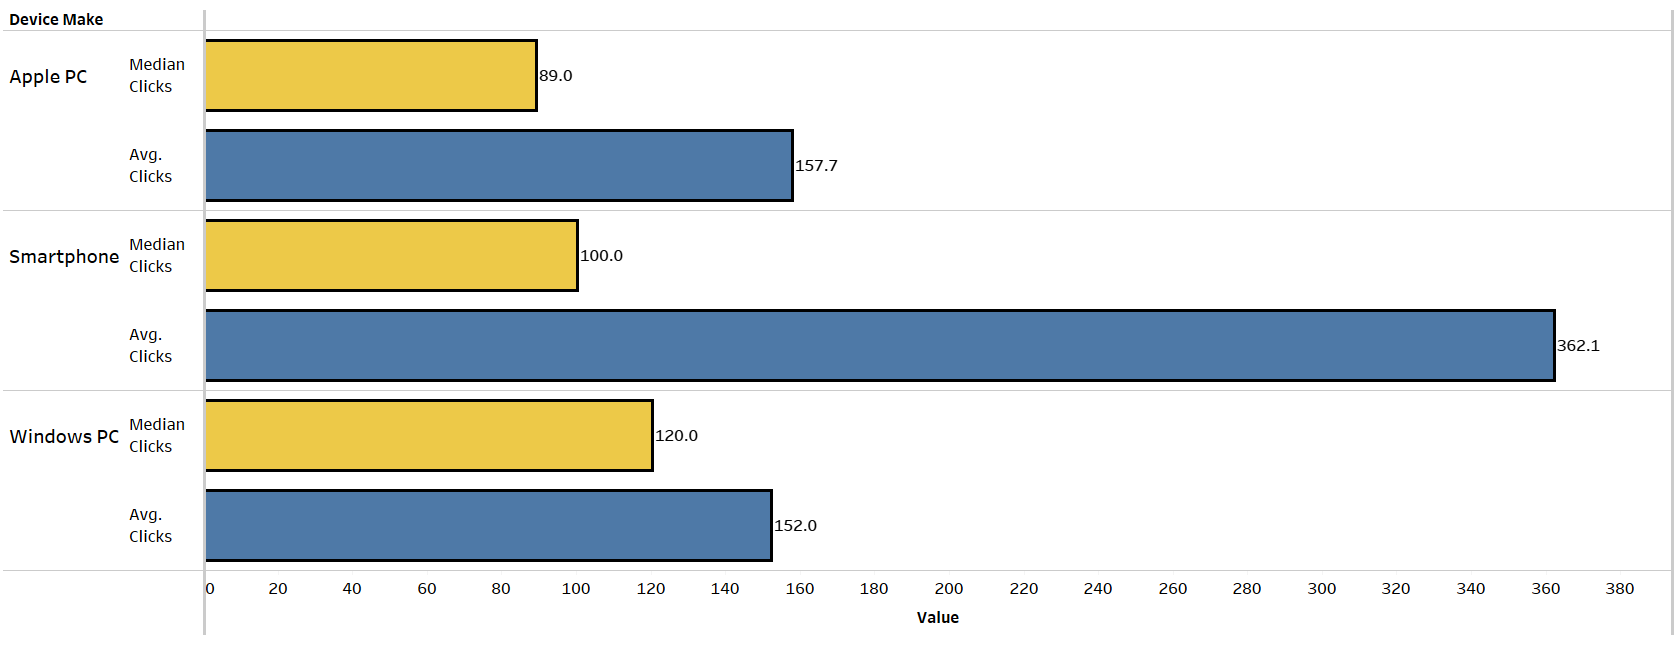 Device Make
Apple PC
Median
Clicks
89.0
Avg.
Clicks
157.7
Smartphone
Median
Clicks
100.0
Avg.
Clicks
362.1
Windows PC
Median
Clicks
120.0
Avg.
Clicks
152.0
0 20 40 60 80 100 120 140 160 180 200 220 240 260 280 300 320 340 360 380
Value